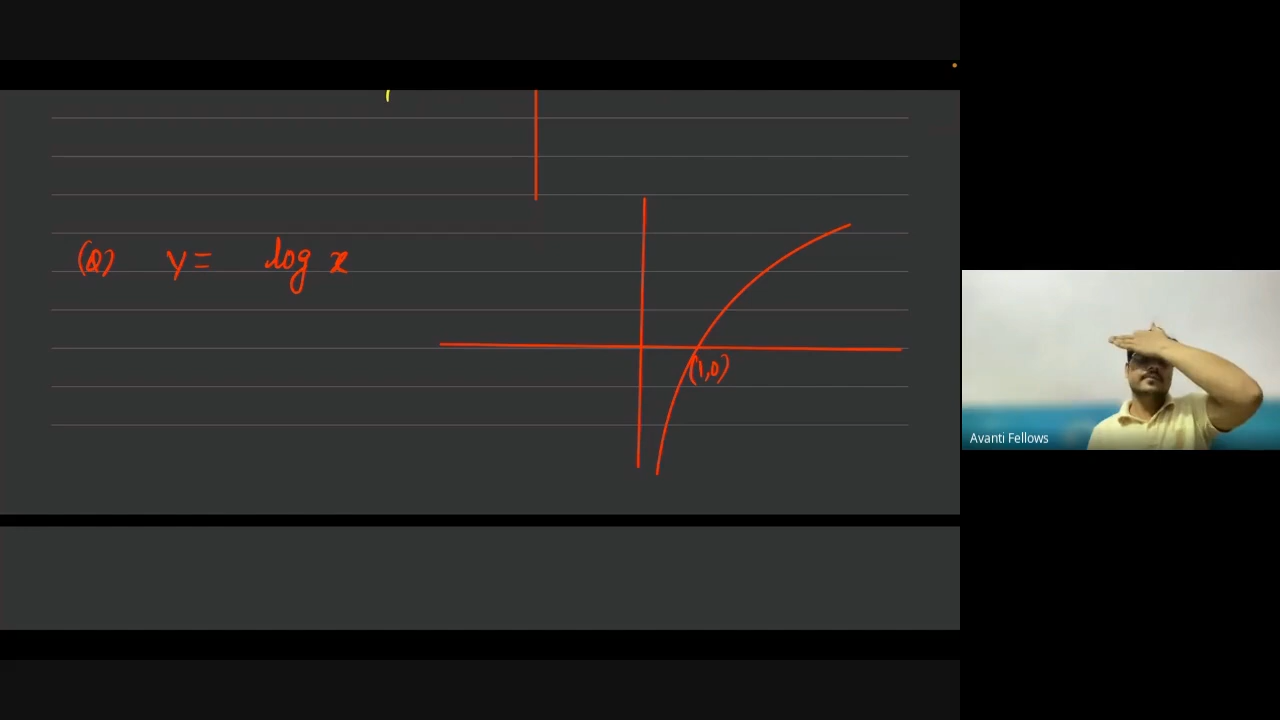 (Q) y = log x
(1,0)
Avanti Fellows